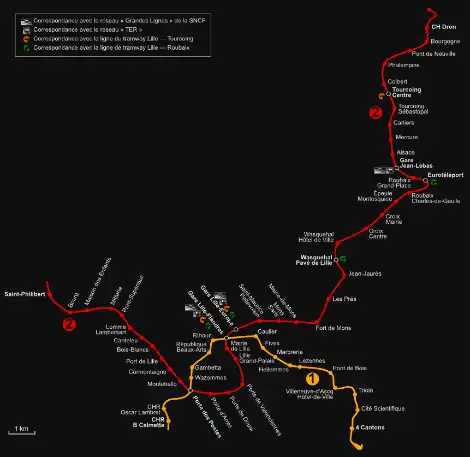 Correspondance avec le réseau « Grandes Lignes » de la SNCF
Correspondance avec le réseau « TER »
Correspondance avec la ligne de tramway Lille — Tourcoing
Correspondance avec la ligne de tramway Lille — Roubaix
CH Dron
Bourgogne
Pont de Neuville
Phalempins
Colbert
Tourcoing
Centre
2
Tourcoing
Sébastopol
Carliers
Mercure
Alsace
Gare
Jean-Lebas
Eurotéléport
Roubaix
Grand-Place
Épeule
Montesquieu
Roubaix
Charles-de-Gaulle
Croix
Mairie
Croix
Centre
Wasquehal
Hôtel de Ville
Wasquehal
Pavé de Lille
Jean-Jaurès
Les Prés
Fort de Mons
Mairie-de-Mons
Mons
Sarts
Saint-Maurice
Pellevoisin
Gare Lille-Europe
Gare Lille-Flandres
Saint-Philibert
Bourg
Maison des Enfants
Mitterie
Pont-Supérieur
2
Lomme
Lambersart
Canteleu
Bois-Blancs
Port de Lille
Cormontaigne
Montebello
Rihour
République
Beaux-Arts
Gambetta
Wazemmes
Mairie
de Lille
Lille
Grand-Palais
Caulier
Fives
Marbrerie
Hellemmes
Lezennes
Pont de Bois
1
Villeneuve-d'Ascq
Hôtel-de-Ville
Triolo
Cité Scientifique
4 Cantons
Porte de Valenciennes
Porte de Douai
Porte d'Arras
Porte des Postes
CHR
Oscar Lambret
CHR
B Calmette
1 km